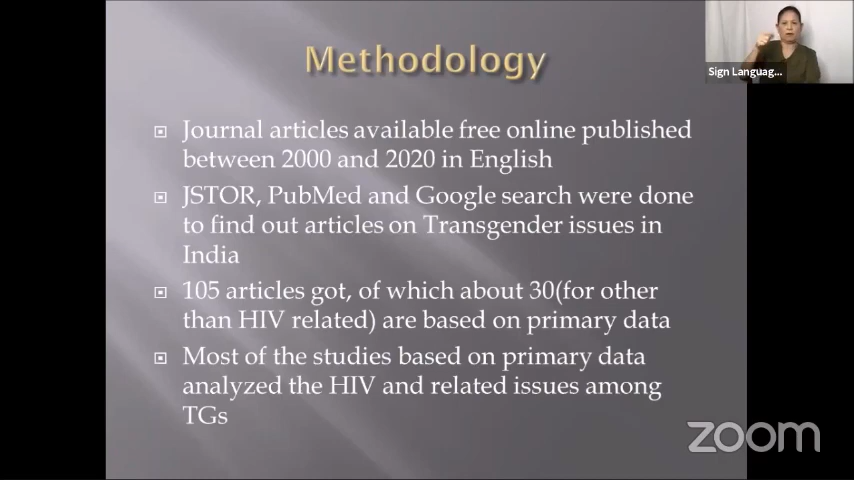 Methodology
Sign Languag...
Journal articles available free online published
between 2000 and 2020 in English
JSTOR, PubMed and Google search were done
to find out articles on Transgender issues in
India
105 articles got, of which about 30(for other
than HIV related) are based on primary data
Most of the studies based on primary data
analyzed the HIV and related issues among
TGs
zoom